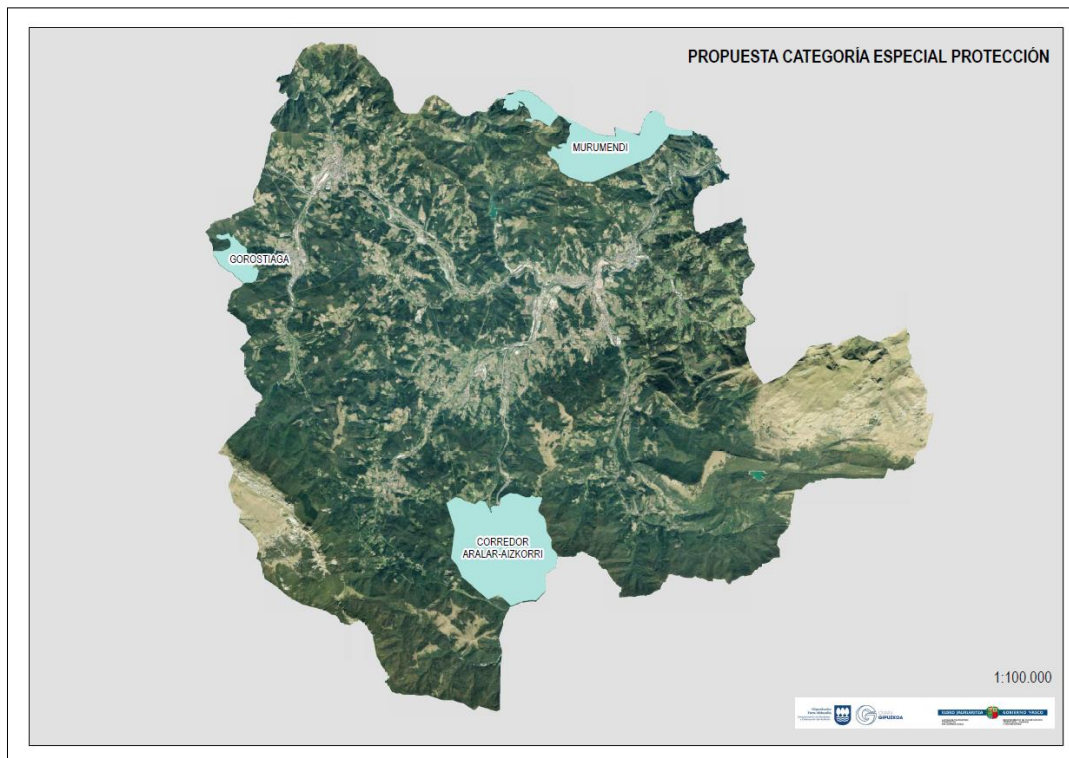 PROPUESTA CATEGORÍA ESPECIAL PROTECCIÓN
MURUMENDI
GOROSTIAGA
CORREDOR
ARALAR-AIZKORRI
1:100.000
GIPUZKOA
EUSKO JAURLARITZA
GOBIERNO VASCO